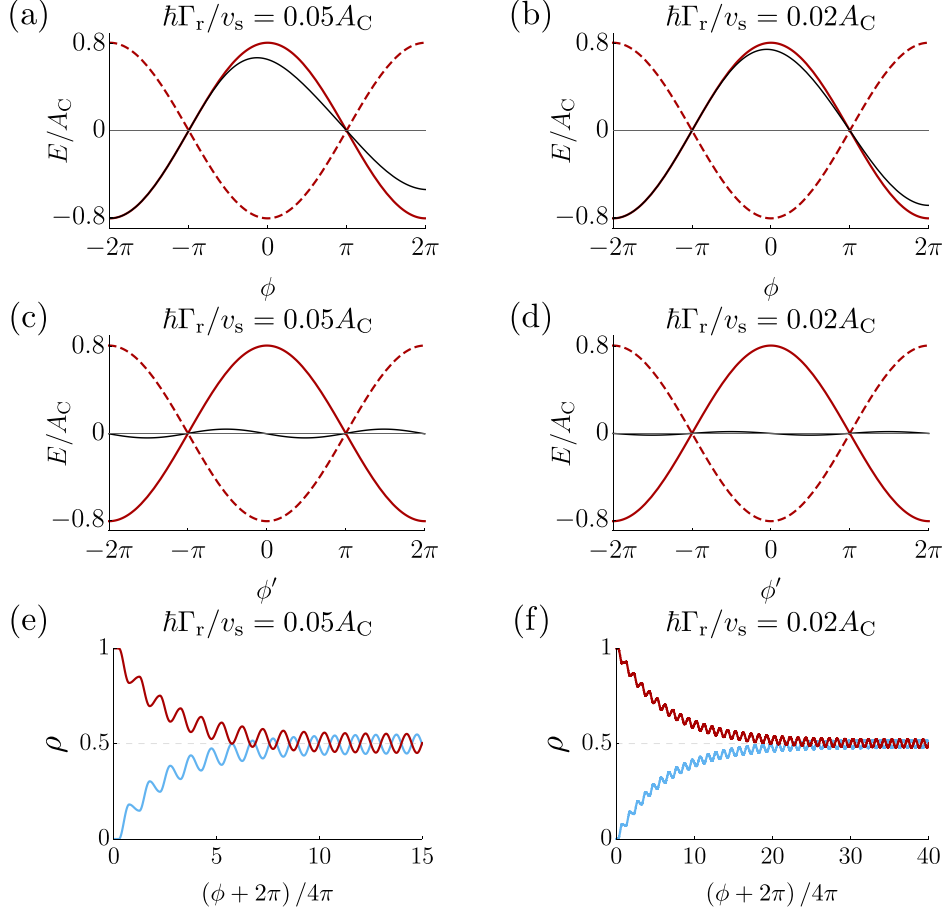 (a) ħΓr/vs = 0.05AC
0.8
0
−0.8
E/AC
−2π −π 0 π 2π
ϕ
(b) ħΓr/vs = 0.02AC
0.8
0
−0.8
E/AC
−2π −π 0 π 2π
ϕ
(c) ħΓr/vs = 0.05AC
0.8
0
−0.8
E/AC
−2π −π 0 π 2π
ϕ′
(d) ħΓr/vs = 0.02AC
0.8
0
−0.8
E/AC
−2π −π 0 π 2π
ϕ′
(e) ħΓr/vs = 0.05AC
1
0.5
0
ρ
0 5 10 15
(ϕ + 2π) /4π
(f) ħΓr/vs = 0.02AC
1
0.5
0
ρ
0 10 20 30 40
(ϕ + 2π) /4π